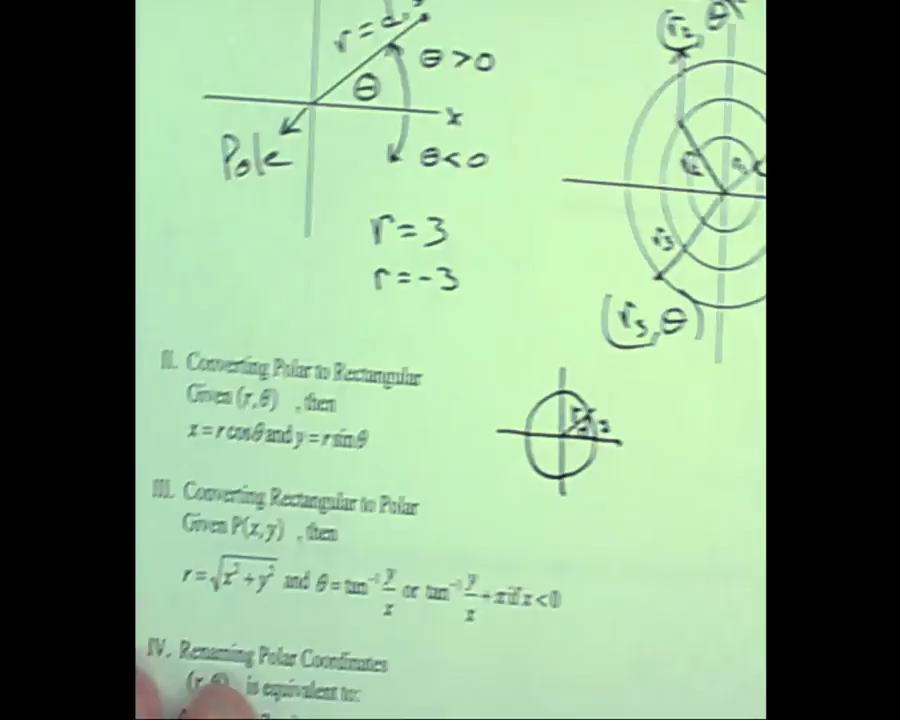 r = d
θ > 0
θ
x
Pole
θ < 0
r = 3
r = -3
(r₂, θ
r₃
(r₃, θ)
II. Converting Polar to Rectangular
Given (r, θ) , then
x = r cos θ and y = r sin θ
III. Converting Rectangular to Polar
Given P(x, y) , then
r = √(x² + y²) and θ = tan⁻¹ y/x or tan⁻¹ y/x + π if x < 0
IV. Renaming Polar Coordinates
(r, θ) is equivalent to: